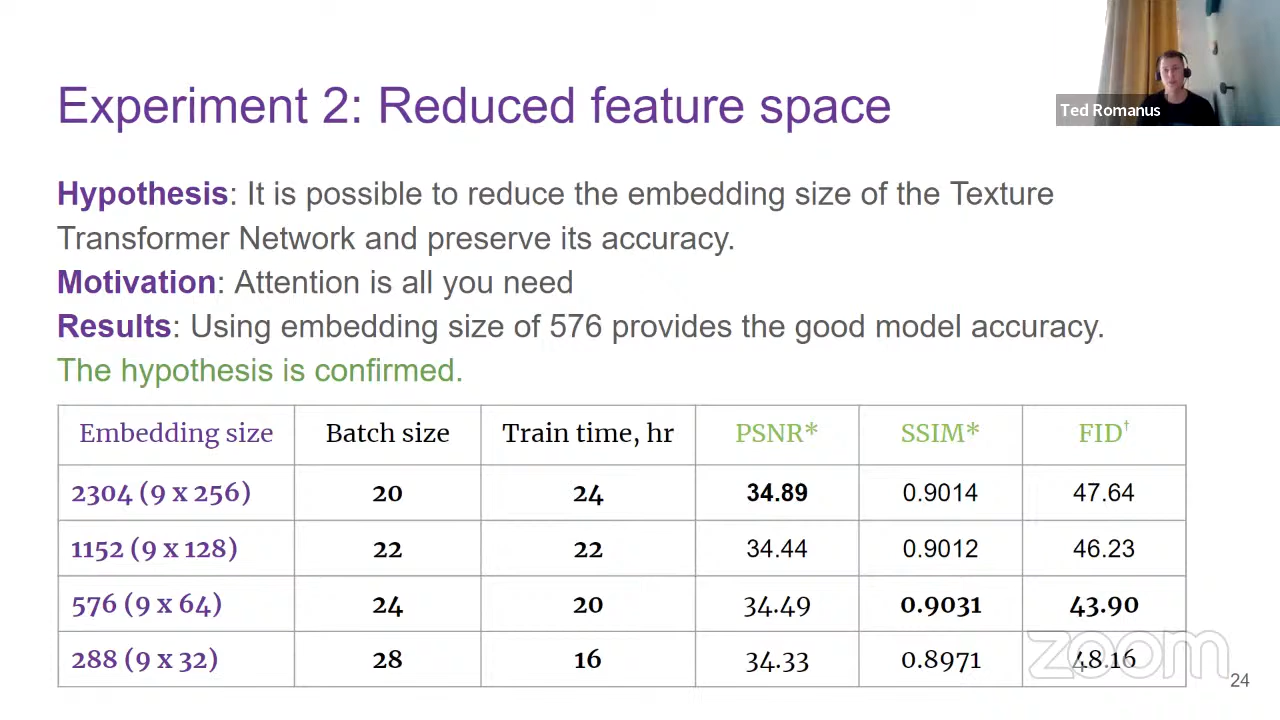 Ted Romanus
Experiment 2: Reduced feature space
Hypothesis: It is possible to reduce the embedding size of the Texture
Transformer Network and preserve its accuracy.
Motivation: Attention is all you need
Results: Using embedding size of 576 provides the good model accuracy.
The hypothesis is confirmed.
Embedding size Batch size Train time, hr PSNR* SSIM* FID†
2304 (9 x 256) 20 24 34.89 0.9014 47.64
1152 (9 x 128) 22 22 34.44 0.9012 46.23
576 (9 x 64) 24 20 34.49 0.9031 43.90
288 (9 x 32) 28 16 34.33 0.8971 48.16
zoom
24